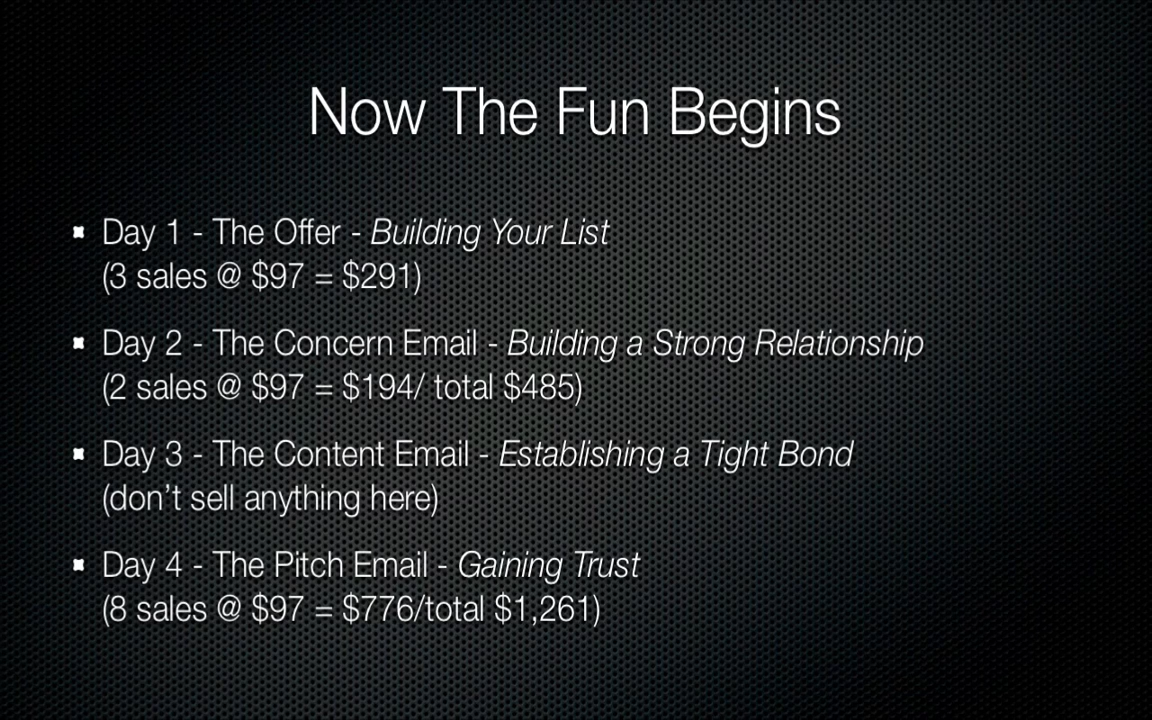 Now The Fun Begins
Day 1 - The Offer - Building Your List
(3 sales @ $97 = $291)
Day 2 - The Concern Email - Building a Strong Relationship
(2 sales @ $97 = $194/ total $485)
Day 3 - The Content Email - Establishing a Tight Bond
(don't sell anything here)
Day 4 - The Pitch Email - Gaining Trust
(8 sales @ $97 = $776/total $1,261)